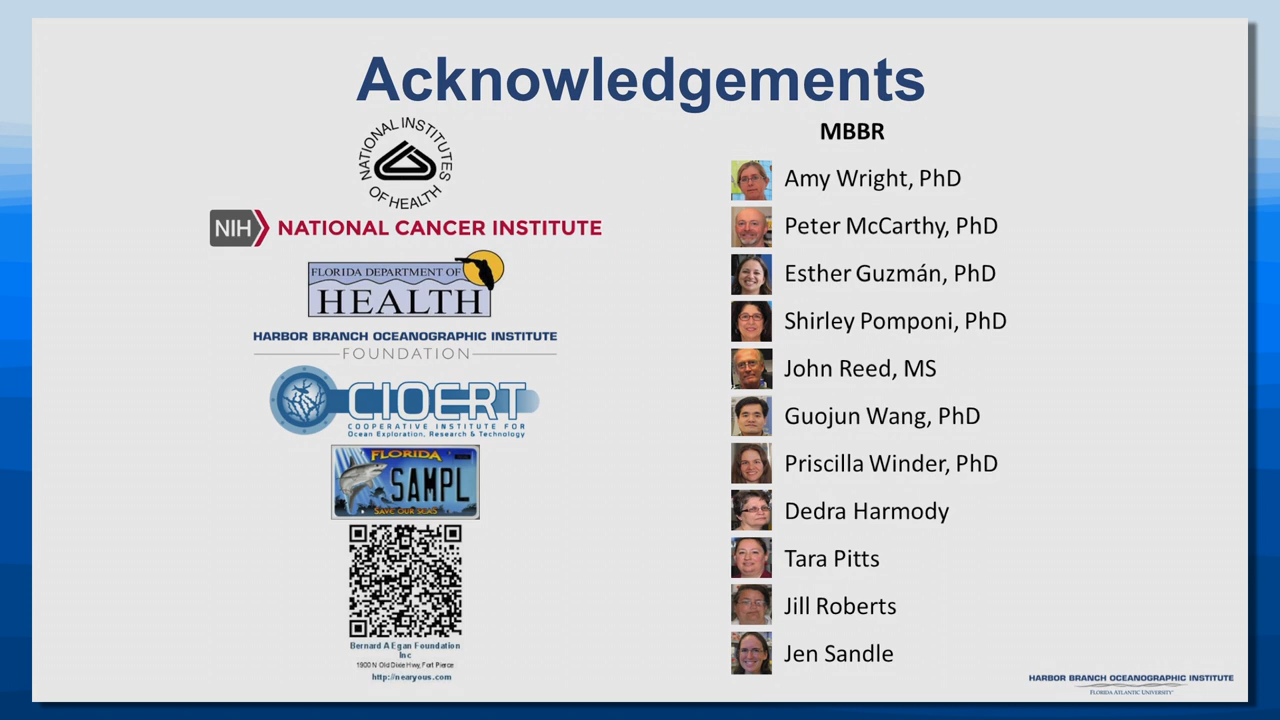 Acknowledgements
NATIONAL INSTITUTES
OF HEALTH
NIH NATIONAL CANCER INSTITUTE
FLORIDA DEPARTMENT OF
HEALTH
HARBOR BRANCH OCEANOGRAPHIC INSTITUTE
FOUNDATION
CIOERT
COOPERATIVE INSTITUTE FOR
Ocean Exploration, Research & Technology
FLORIDA
SAMPL
SAVE OUR SEAS
Bernard A Egan Foundation
Inc
1900 N Old Dixie Hwy, Fort Pierce
http://nearyous.com
MBBR
Amy Wright, PhD
Peter McCarthy, PhD
Esther Guzmán, PhD
Shirley Pomponi, PhD
John Reed, MS
Guojun Wang, PhD
Priscilla Winder, PhD
Dedra Harmody
Tara Pitts
Jill Roberts
Jen Sandle
HARBOR BRANCH OCEANOGRAPHIC INSTITUTE
FLORIDA ATLANTIC UNIVERSITY